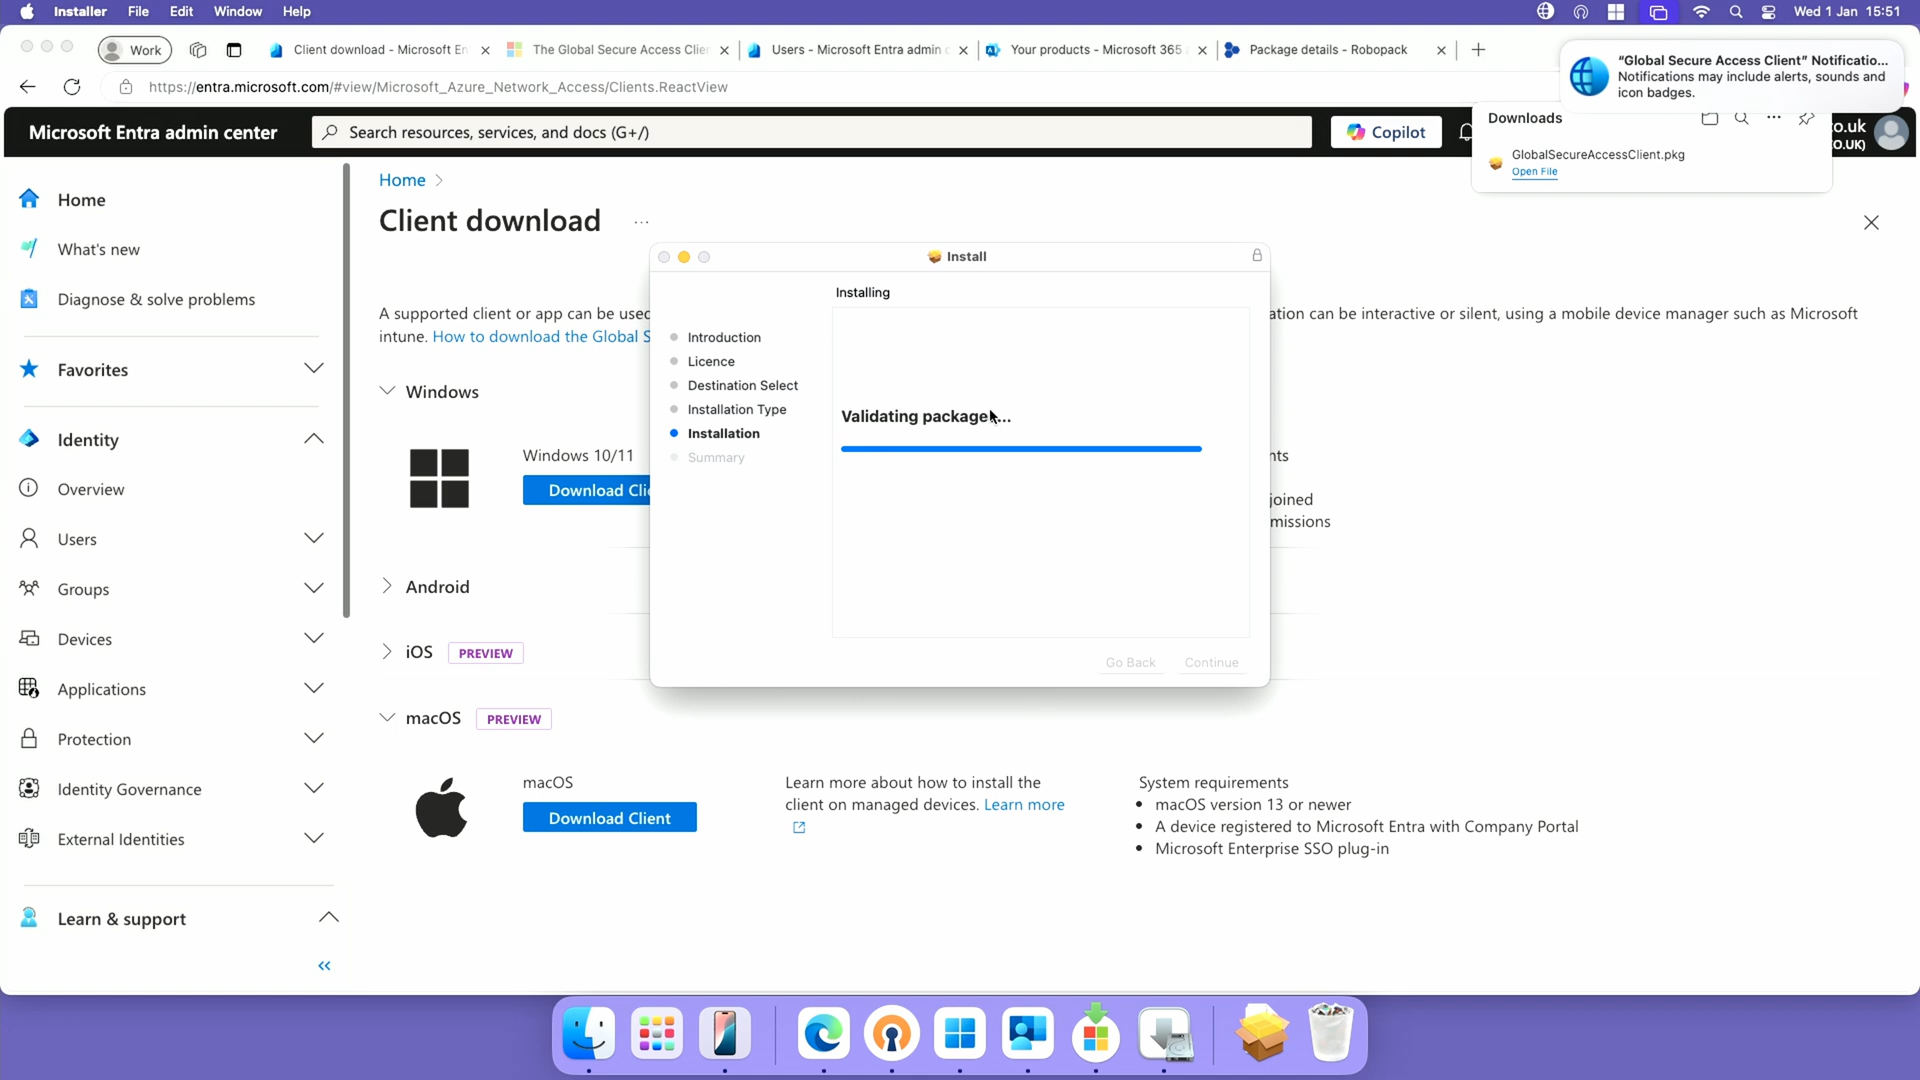 Installer File Edit Window Help
Wed 1 Jan 15:51
Work
Client download - Microsoft En
The Global Secure Access Clien
Users - Microsoft Entra admin c
Your products - Microsoft 365
Package details - Robopack
https://entra.microsoft.com/#view/Microsoft_Azure_Network_Access/Clients.ReactView
"Global Secure Access Client" Notificatio...
Notifications may include alerts, sounds and
icon badges.
Microsoft Entra admin center
Search resources, services, and docs (G+/)
Copilot
Downloads
GlobalSecureAccessClient.pkg
Open File
co.uk
O.UK)
Home
What's new
Diagnose & solve problems
Favorites
Identity
Overview
Users
Groups
Devices
Applications
Protection
Identity Governance
External Identities
Learn & support
Home
Client download
A supported client or app can be used
ation can be interactive or silent, using a mobile device manager such as Microsoft
intune. How to download the Global S
Windows
Windows 10/11
Download Clie
nts
joined
missions
Android
iOS PREVIEW
macOS PREVIEW
macOS
Download Client
Learn more about how to install the
client on managed devices. Learn more
System requirements
macOS version 13 or newer
A device registered to Microsoft Entra with Company Portal
Microsoft Enterprise SSO plug-in
Install
Installing
Introduction
Licence
Destination Select
Installation Type
Installation
Summary
Validating package...
Go Back Continue